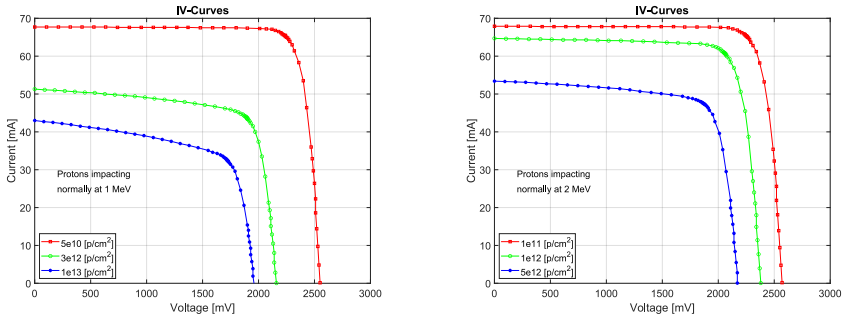 IV-Curves
70
60
50
40
30
20
10
0
Current [mA]
Protons impacting
normally at 1 MeV
5e10 [p/cm²]
3e12 [p/cm²]
1e13 [p/cm²]
0 500 1000 1500 2000 2500 3000
Voltage [mV]
IV-Curves
70
60
50
40
30
20
10
0
Current [mA]
Protons impacting
normally at 2 MeV
1e11 [p/cm²]
1e12 [p/cm²]
5e12 [p/cm²]
0 500 1000 1500 2000 2500 3000
Voltage [mV]